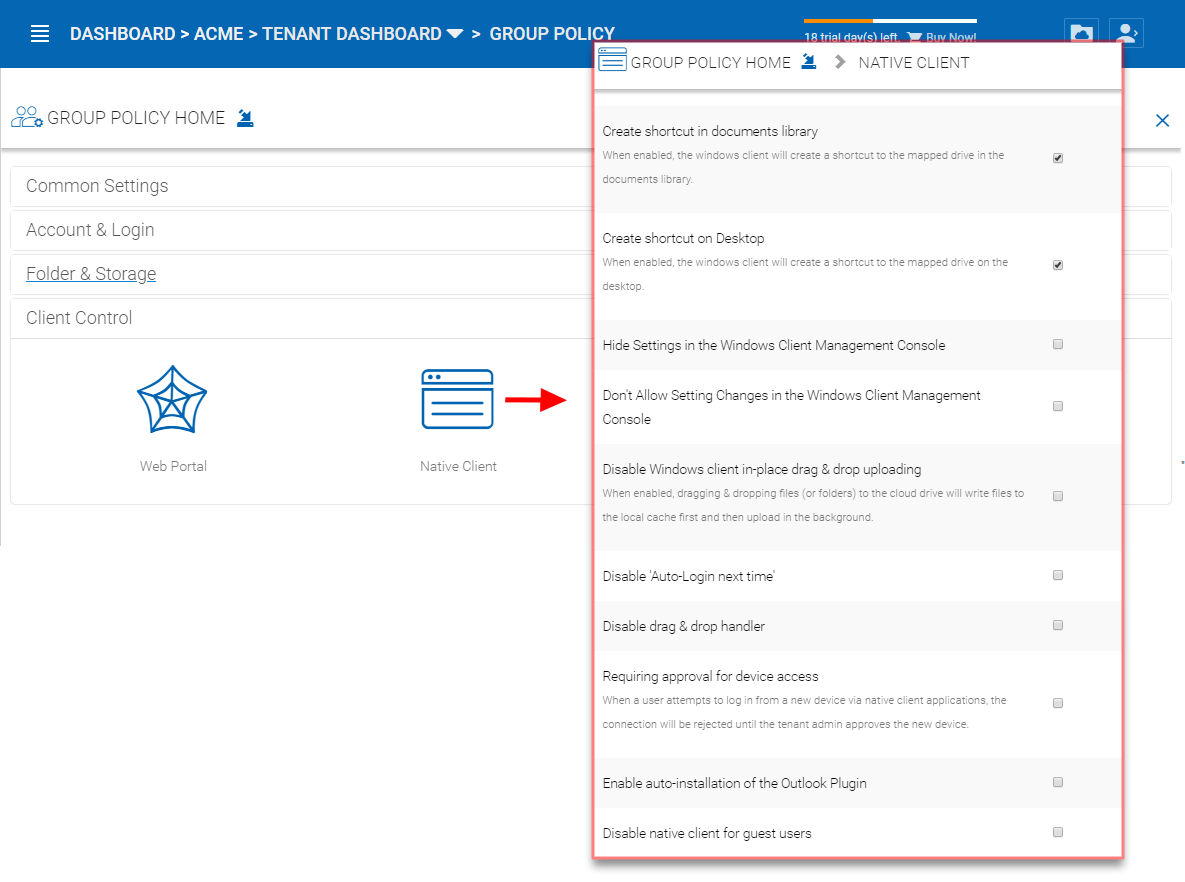 DASHBOARD > ACME > TENANT DASHBOARD > GROUP POLICY
18 trial day(s) left. Buy Now!
GROUP POLICY HOME
Common Settings
Account & Login
Folder & Storage
Client Control
Web Portal
Native Client
GROUP POLICY HOME NATIVE CLIENT
Create shortcut in documents library
When enabled, the windows client will create a shortcut to the mapped drive in the
documents library.
Create shortcut on Desktop
When enabled, the windows client will create a shortcut to the mapped drive on the
desktop.
Hide Settings in the Windows Client Management Console
Don't Allow Setting Changes in the Windows Client Management
Console
Disable Windows client in-place drag & drop uploading
When enabled, dragging & dropping files (or folders) to the cloud drive will write files to
the local cache first and then upload in the background.
Disable 'Auto-Login next time'
Disable drag & drop handler
Requiring approval for device access
When a user attempts to log in from a new device via native client applications, the
connection will be rejected until the tenant admin approves the new device.
Enable auto-installation of the Outlook Plugin
Disable native client for guest users